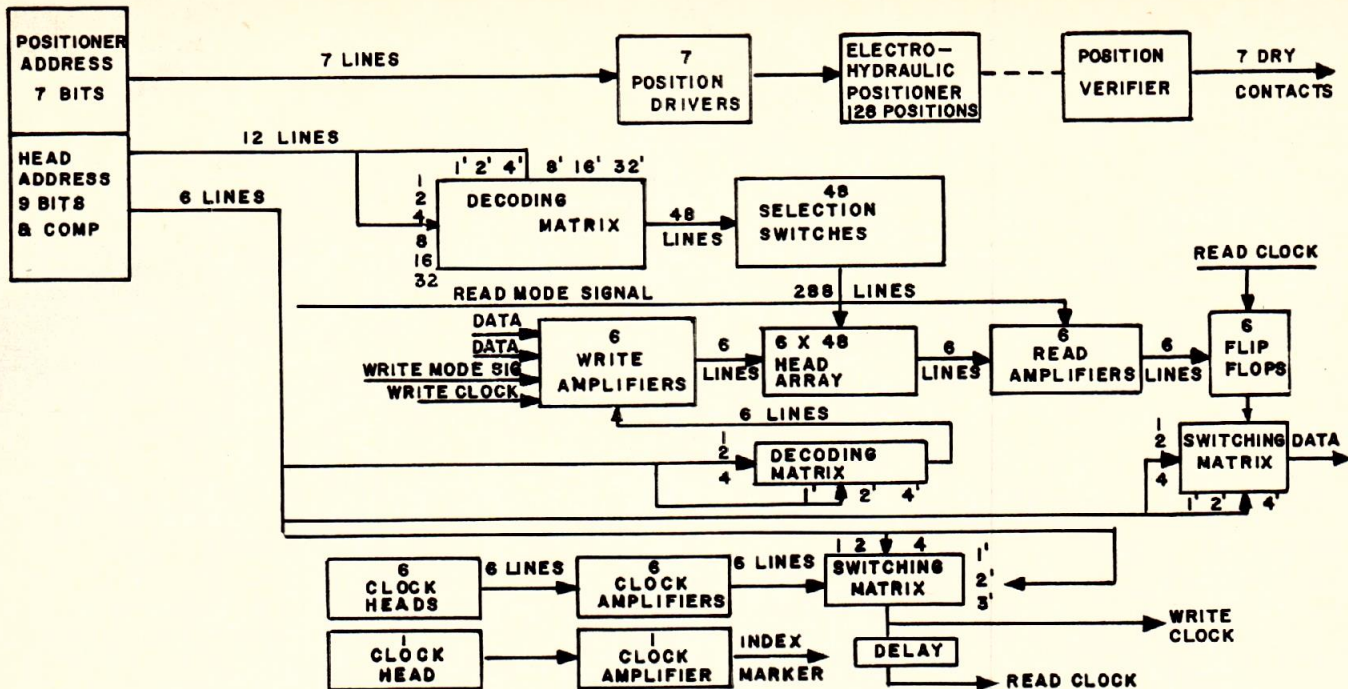 POSITIONER
ADDRESS
7 BITS
7 LINES
7
POSITION
DRIVERS
ELECTRO-
HYDRAULIC
POSITIONER
128 POSITIONS
POSITION
VERIFIER
7 DRY
CONTACTS
HEAD
ADDRESS
9 BITS
& COMP
12 LINES
6 LINES
1' 2' 4' 8' 16' 32'
1
2
4
8
16
32
DECODING
MATRIX
48
LINES
48
SELECTION
SWITCHES
READ CLOCK
READ MODE SIGNAL
288 LINES
DATA
DATA
WRITE MODE SIG
WRITE CLOCK
6
WRITE
AMPLIFIERS
6
LINES
6 X 48
HEAD
ARRAY
6
LINES
6
READ
AMPLIFIERS
6
LINES
6
FLIP
FLOPS
6 LINES
1
2
4
DECODING
MATRIX
1' 2' 4'
1
2
4
SWITCHING
MATRIX
1' 2' 4'
DATA
6
CLOCK
HEADS
6 LINES
6
CLOCK
AMPLIFIERS
6 LINES
1 2 4
SWITCHING
MATRIX
1'
2'
3'
WRITE
CLOCK
1
CLOCK
HEAD
1
CLOCK
AMPLIFIER
INDEX
MARKER
DELAY
READ CLOCK